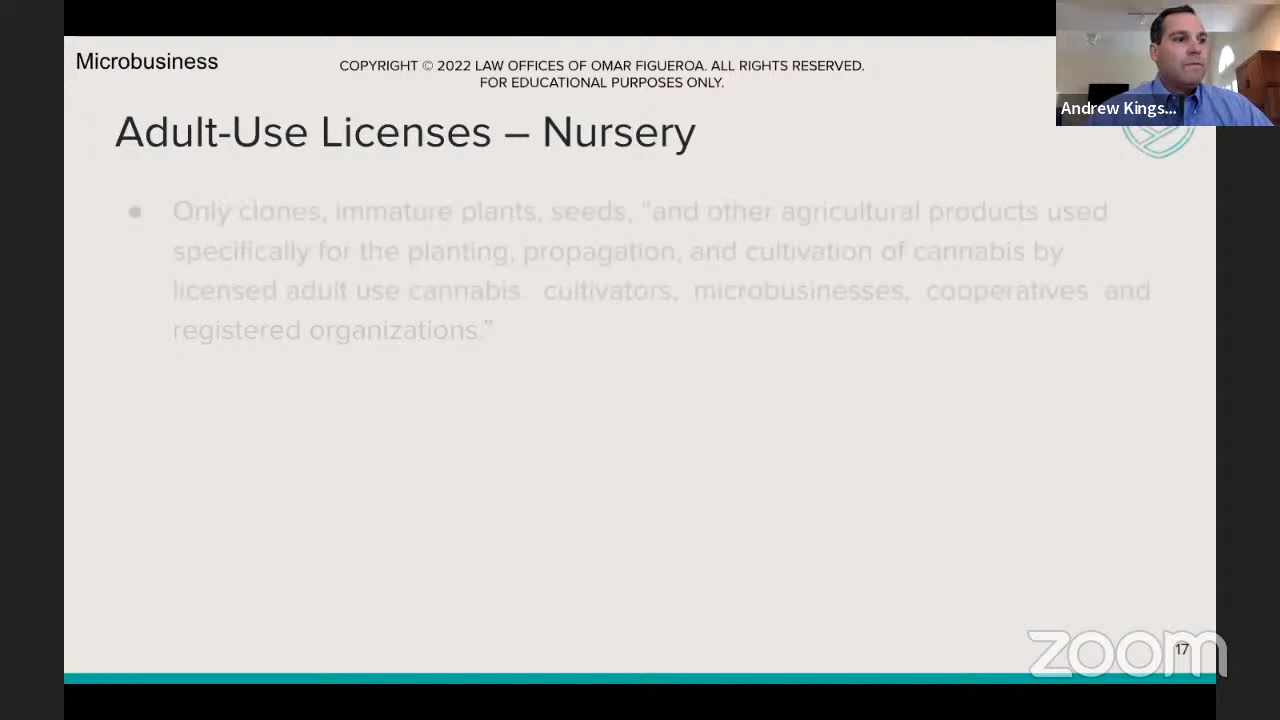 Microbusiness
COPYRIGHT © 2022 LAW OFFICES OF OMAR FIGUEROA. ALL RIGHTS RESERVED.
FOR EDUCATIONAL PURPOSES ONLY.
Andrew Kings...
Adult-Use Licenses – Nursery
● Only clones, immature plants, seeds, “and other agricultural products used
specifically for the planting, propagation, and cultivation of cannabis by
licensed adult use cannabis cultivators, microbusinesses, cooperatives and
registered organizations.”
zoom
17